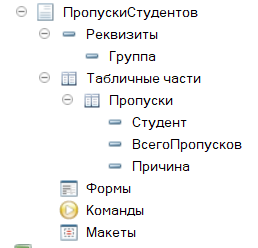 ПропускиСтудентов
Реквизиты
Группа
Табличные части
Пропуски
Студент
ВсегоПропусков
Причина
Формы
Команды
Макеты